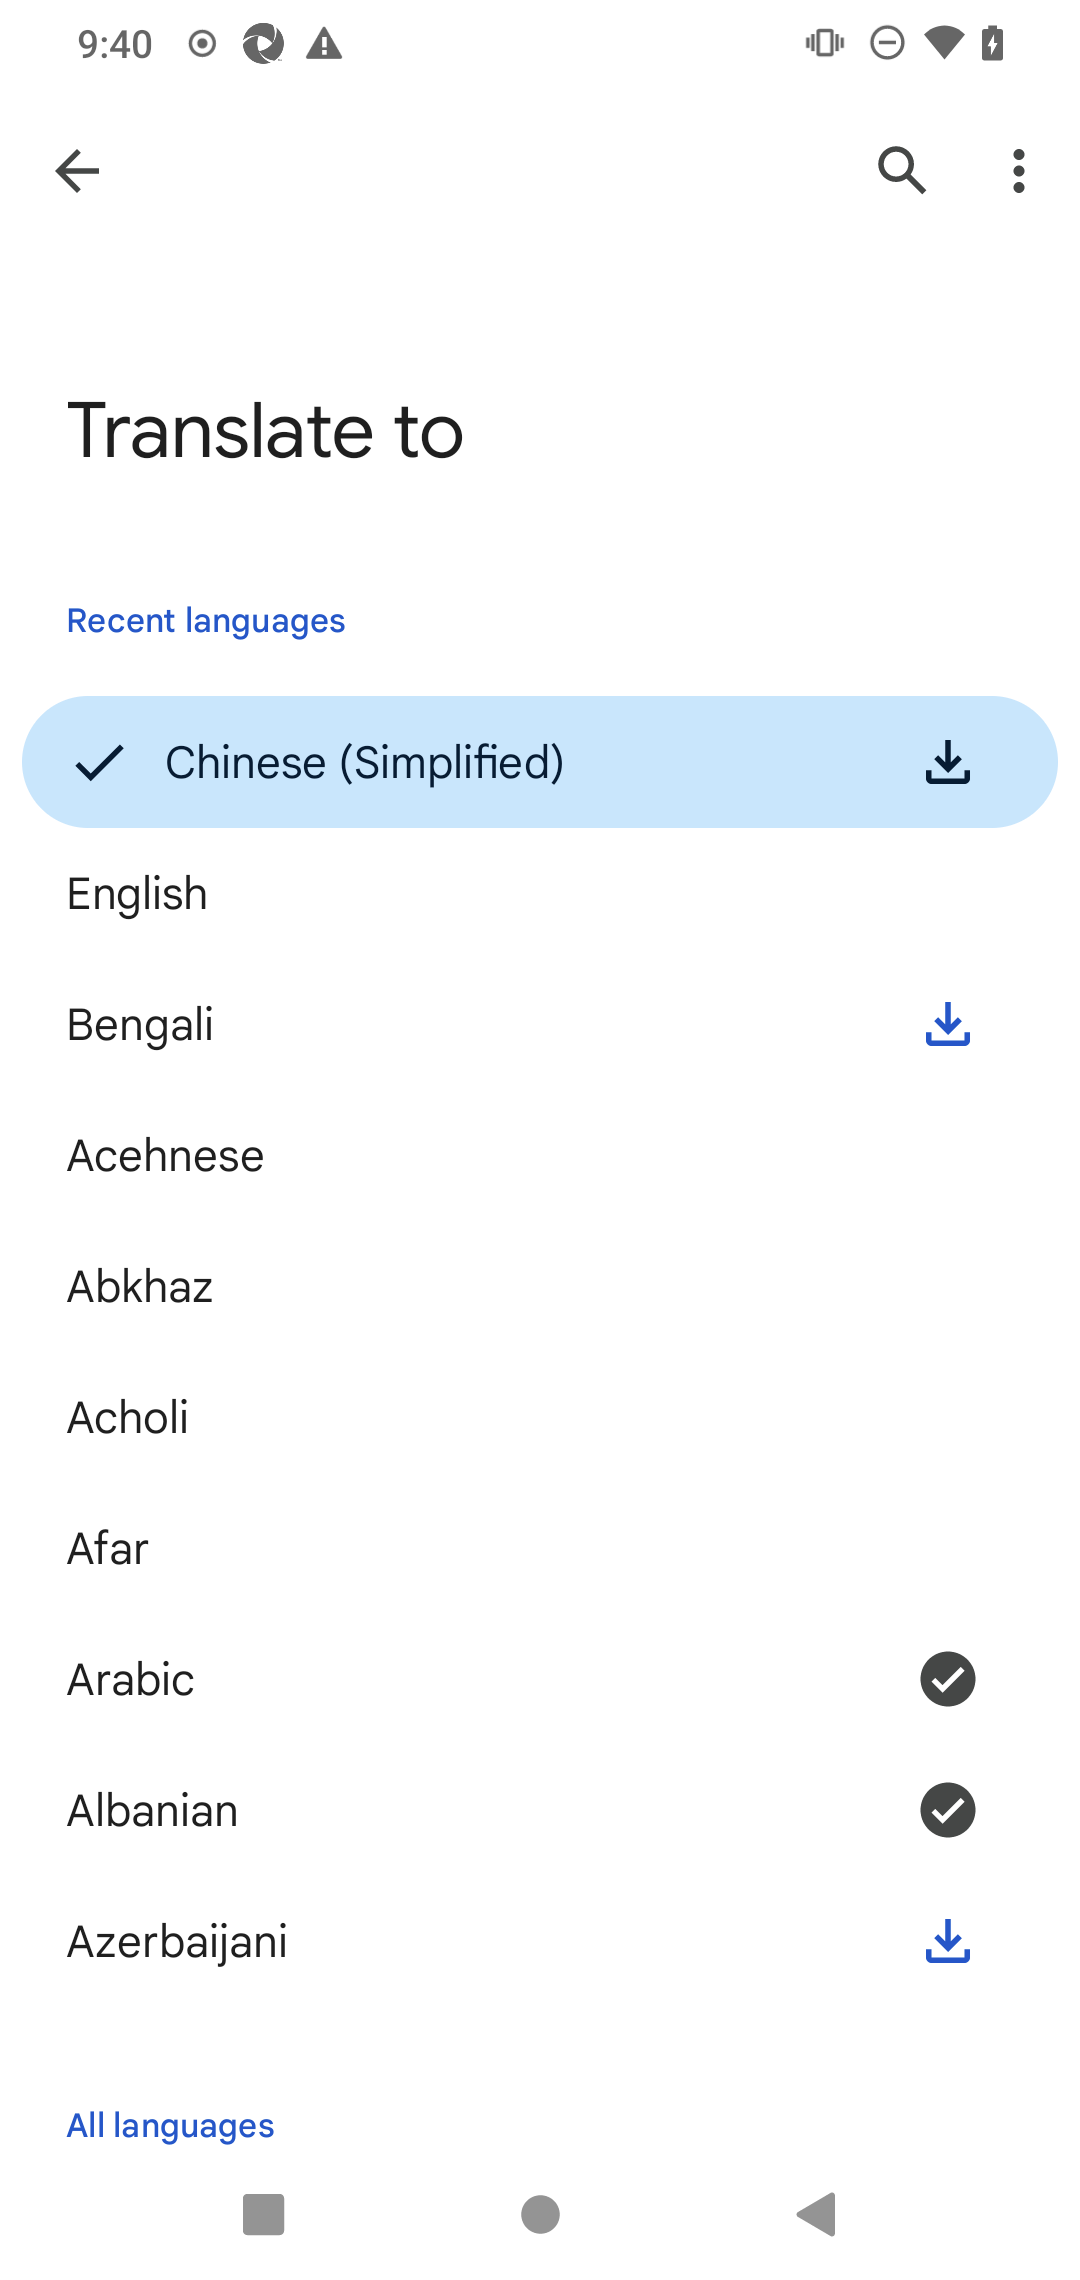 9:40
Translate to
Recent languages
Chinese (Simplified)
English
Bengali
Acehnese
Abkhaz
Acholi
Afar
Arabic
Albanian
Azerbaijani
All languages